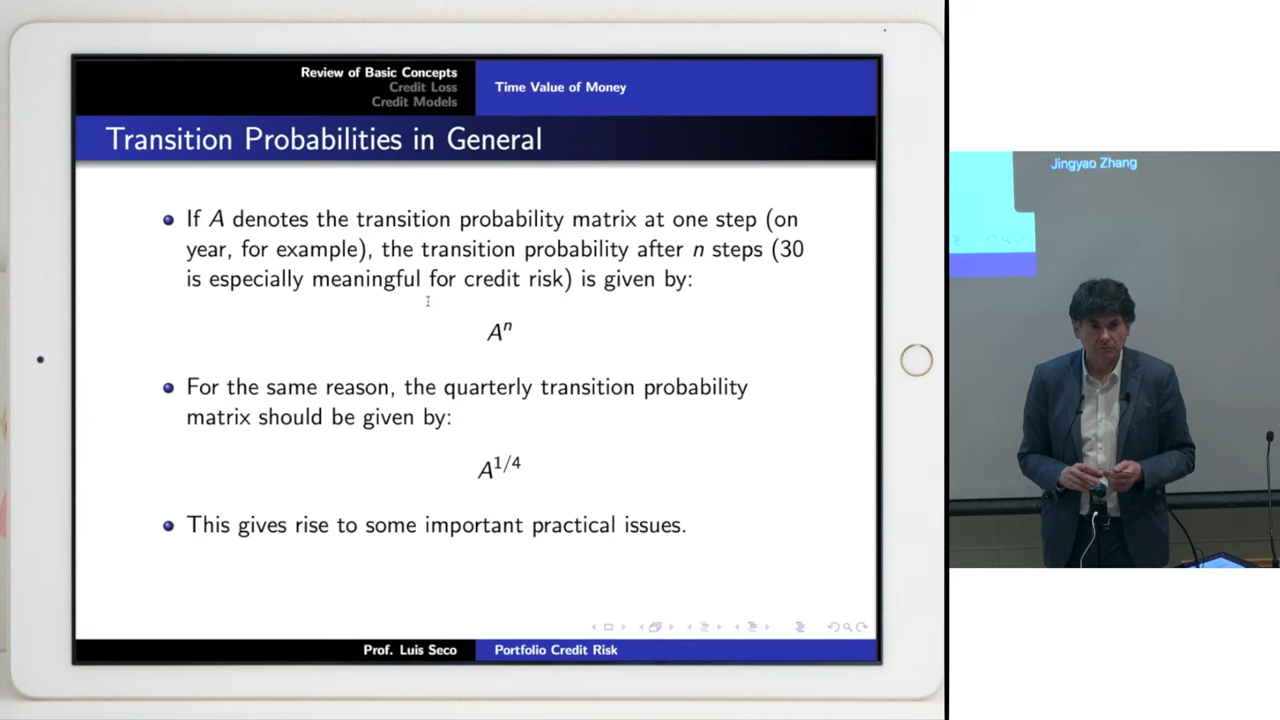 Review of Basic Concepts
Credit Loss
Credit Models
Time Value of Money
Transition Probabilities in General
If A denotes the transition probability matrix at one step (on
year, for example), the transition probability after n steps (30
is especially meaningful for credit risk) is given by:
Aⁿ
For the same reason, the quarterly transition probability
matrix should be given by:
A^{1/4}
This gives rise to some important practical issues.
Prof. Luis Seco
Portfolio Credit Risk
Jingyao Zhang